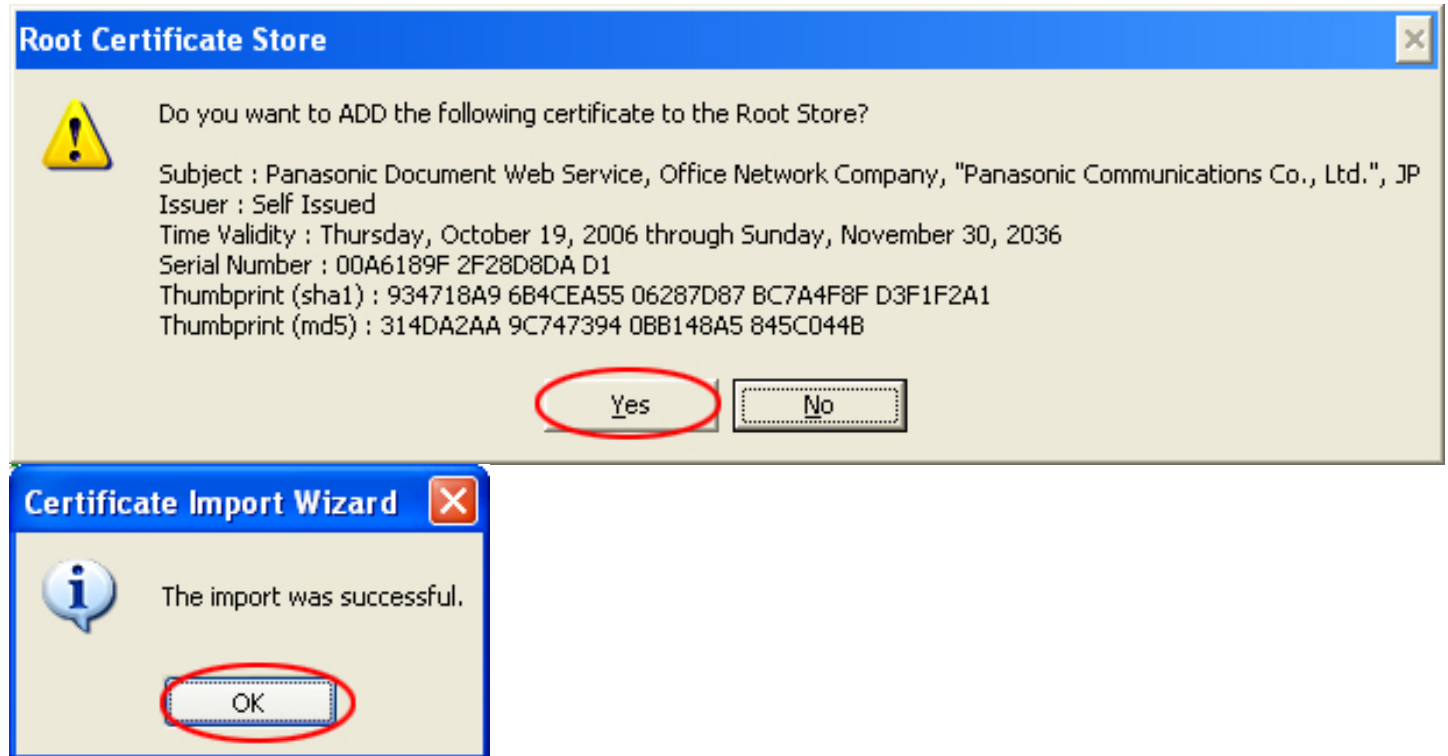 Root Certificate Store
Do you want to ADD the following certificate to the Root Store?
Subject : Panasonic Document Web Service, Office Network Company, "Panasonic Communications Co., Ltd.", JP
Issuer : Self Issued
Time Validity : Thursday, October 19, 2006 through Sunday, November 30, 2036
Serial Number : 00A6189F 2F28D8DA D1
Thumbprint (sha1) : 934718A9 6B4CEA55 06287D87 BC7A4F8F D3F1F2A1
Thumbprint (md5) : 314DA2AA 9C747394 0BB148A5 845C044B
Yes No
Certificate Import Wizard
The import was successful.
OK